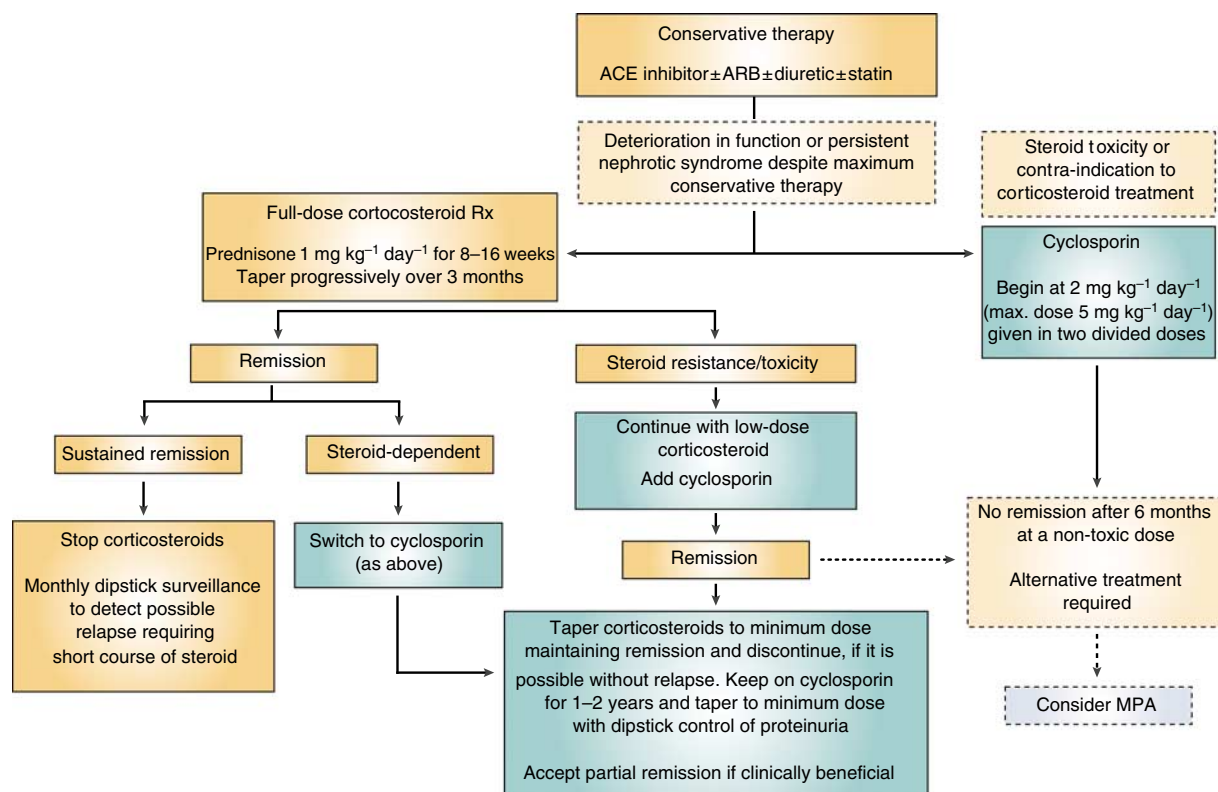 Conservative therapy
ACE inhibitor±ARB±diuretic±statin
Deterioration in function or persistent
nephrotic syndrome despite maximum
conservative therapy
Steroid toxicity or
contra-indication to
corticosteroid treatment
Full-dose cortocosteroid Rx
Prednisone 1 mg kg⁻¹ day⁻¹ for 8–16 weeks
Taper progressively over 3 months
Cyclosporin
Begin at 2 mg kg⁻¹ day⁻¹
(max. dose 5 mg kg⁻¹ day⁻¹)
given in two divided doses
Remission
Steroid resistance/toxicity
Sustained remission
Steroid-dependent
Continue with low-dose
corticosteroid
Add cyclosporin
Stop corticosteroids
Monthly dipstick surveillance
to detect possible
relapse requiring
short course of steroid
Switch to cyclosporin
(as above)
Remission
No remission after 6 months
at a non-toxic dose
Alternative treatment
required
Taper corticosteroids to minimum dose
maintaining remission and discontinue, if it is
possible without relapse. Keep on cyclosporin
for 1–2 years and taper to minimum dose
with dipstick control of proteinuria
Accept partial remission if clinically beneficial
Consider MPA